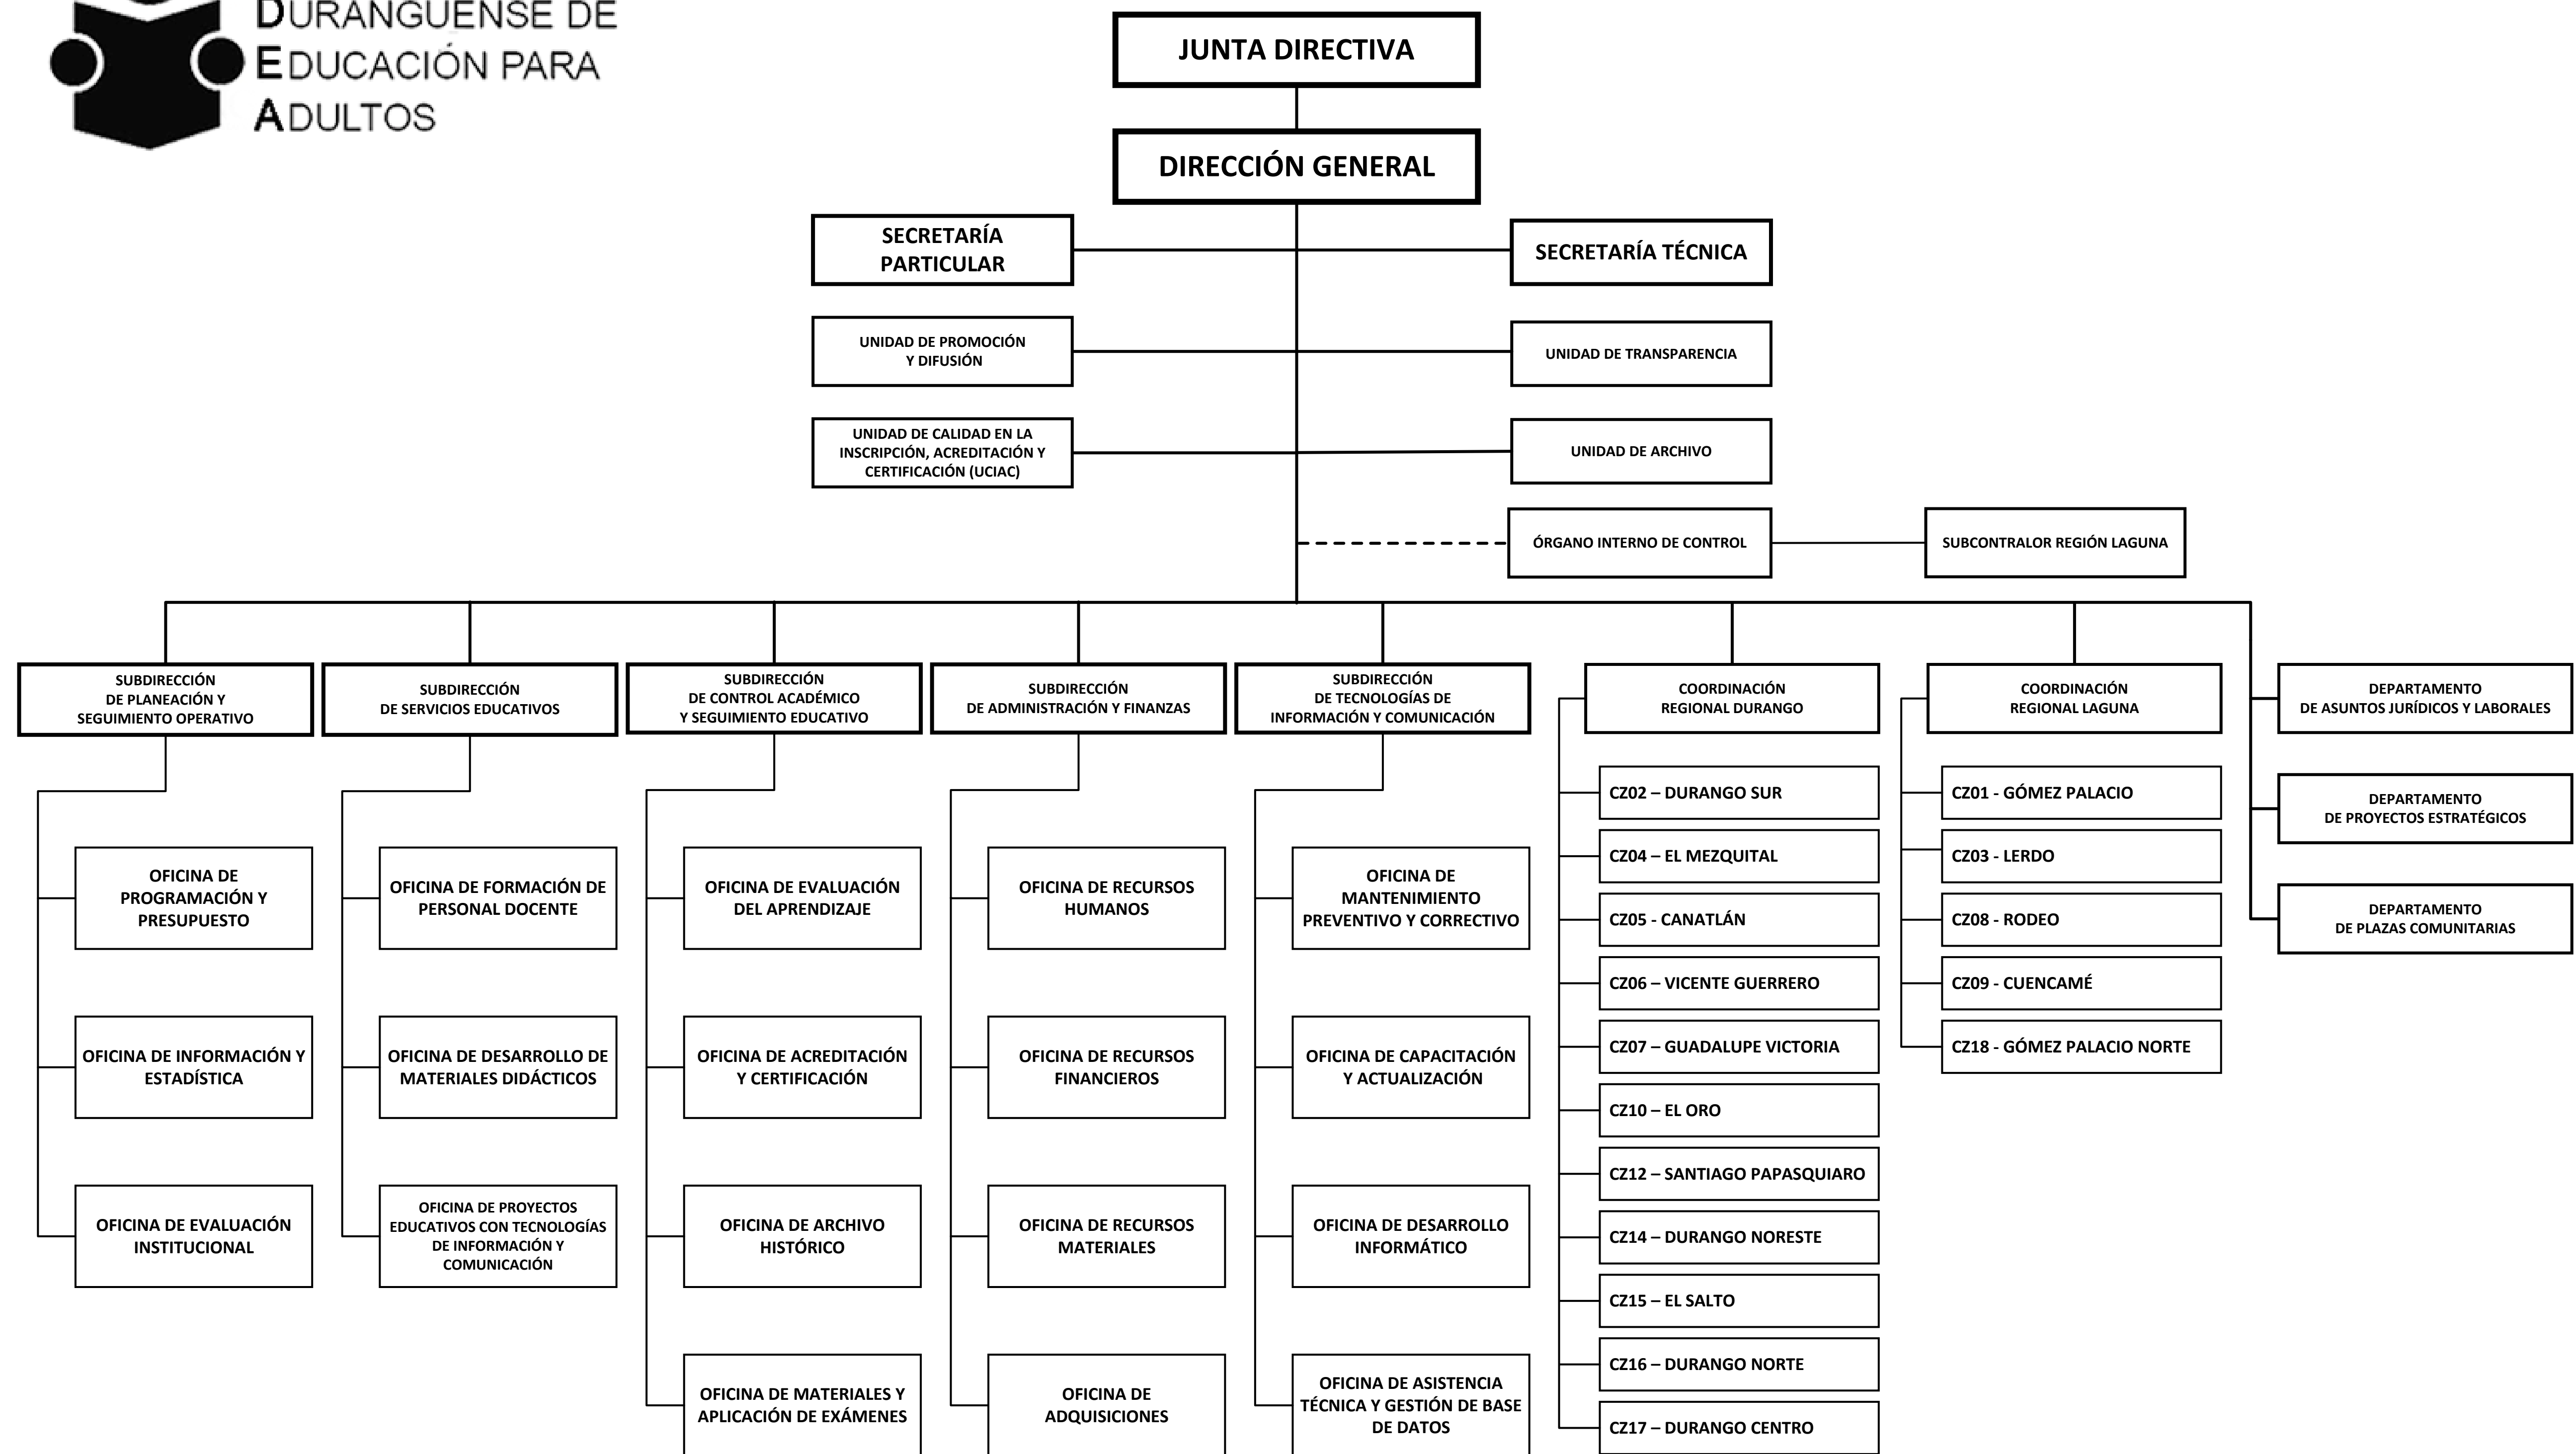 DURANGUENSE DE
EDUCACIÓN PARA
ADULTOS
JUNTA DIRECTIVA
DIRECCIÓN GENERAL
SECRETARÍA
PARTICULAR
SECRETARÍA TÉCNICA
UNIDAD DE PROMOCIÓN
Y DIFUSIÓN
UNIDAD DE TRANSPARENCIA
UNIDAD DE CALIDAD EN LA
INSCRIPCIÓN, ACREDITACIÓN Y
CERTIFICACIÓN (UCIAC)
UNIDAD DE ARCHIVO
ÓRGANO INTERNO DE CONTROL
SUBCONTRALOR REGIÓN LAGUNA
SUBDIRECCIÓN
DE PLANEACIÓN Y
SEGUIMIENTO OPERATIVO
SUBDIRECCIÓN
DE SERVICIOS EDUCATIVOS
SUBDIRECCIÓN
DE CONTROL ACADÉMICO
Y SEGUIMIENTO EDUCATIVO
SUBDIRECCIÓN
DE ADMINISTRACIÓN Y FINANZAS
SUBDIRECCIÓN
DE TECNOLOGÍAS DE
INFORMACIÓN Y COMUNICACIÓN
COORDINACIÓN
REGIONAL DURANGO
COORDINACIÓN
REGIONAL LAGUNA
DEPARTAMENTO
DE ASUNTOS JURÍDICOS Y LABORALES
DEPARTAMENTO
DE PROYECTOS ESTRATÉGICOS
DEPARTAMENTO
DE PLAZAS COMUNITARIAS
OFICINA DE
PROGRAMACIÓN Y
PRESUPUESTO
OFICINA DE INFORMACIÓN Y
ESTADÍSTICA
OFICINA DE EVALUACIÓN
INSTITUCIONAL
OFICINA DE FORMACIÓN DE
PERSONAL DOCENTE
OFICINA DE DESARROLLO DE
MATERIALES DIDÁCTICOS
OFICINA DE PROYECTOS
EDUCATIVOS CON TECNOLOGÍAS
DE INFORMACIÓN Y
COMUNICACIÓN
OFICINA DE EVALUACIÓN
DEL APRENDIZAJE
OFICINA DE ACREDITACIÓN
Y CERTIFICACIÓN
OFICINA DE ARCHIVO
HISTÓRICO
OFICINA DE MATERIALES Y
APLICACIÓN DE EXÁMENES
OFICINA DE RECURSOS
HUMANOS
OFICINA DE RECURSOS
FINANCIEROS
OFICINA DE RECURSOS
MATERIALES
OFICINA DE
ADQUISICIONES
OFICINA DE
MANTENIMIENTO
PREVENTIVO Y CORRECTIVO
OFICINA DE CAPACITACIÓN
Y ACTUALIZACIÓN
OFICINA DE DESARROLLO
INFORMÁTICO
OFICINA DE ASISTENCIA
TÉCNICA Y GESTIÓN DE BASE
DE DATOS
CZ02 – DURANGO SUR
CZ04 – EL MEZQUITAL
CZ05 - CANATLÁN
CZ06 – VICENTE GUERRERO
CZ07 – GUADALUPE VICTORIA
CZ10 – EL ORO
CZ12 – SANTIAGO PAPASQUIARO
CZ14 – DURANGO NORESTE
CZ15 – EL SALTO
CZ16 – DURANGO NORTE
CZ17 – DURANGO CENTRO
CZ01 - GÓMEZ PALACIO
CZ03 - LERDO
CZ08 - RODEO
CZ09 - CUENCAMÉ
CZ18 - GÓMEZ PALACIO NORTE